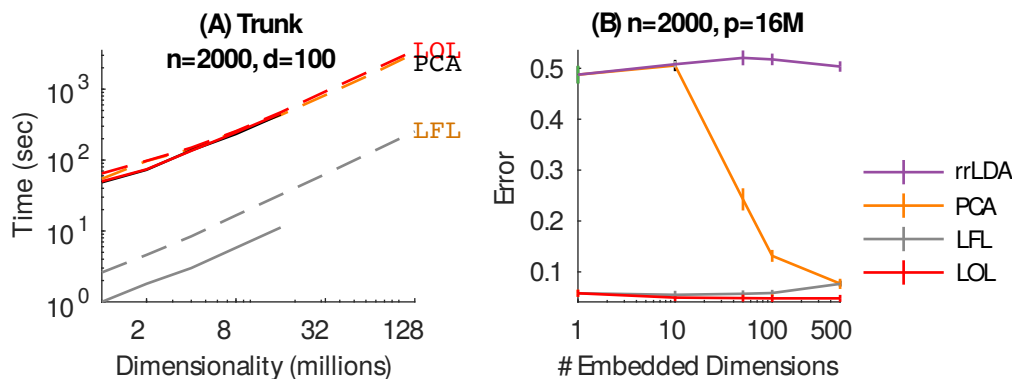 (A) Trunk
n=2000, d=100
LOL
PCA
LFL
10^3
10^2
10^1
10^0
Time (sec)
2 8 32 128
Dimensionality (millions)
(B) n=2000, p=16M
0.5
0.4
0.3
0.2
0.1
Error
1 10 100 500
# Embedded Dimensions
rrLDA
PCA
LFL
LOL